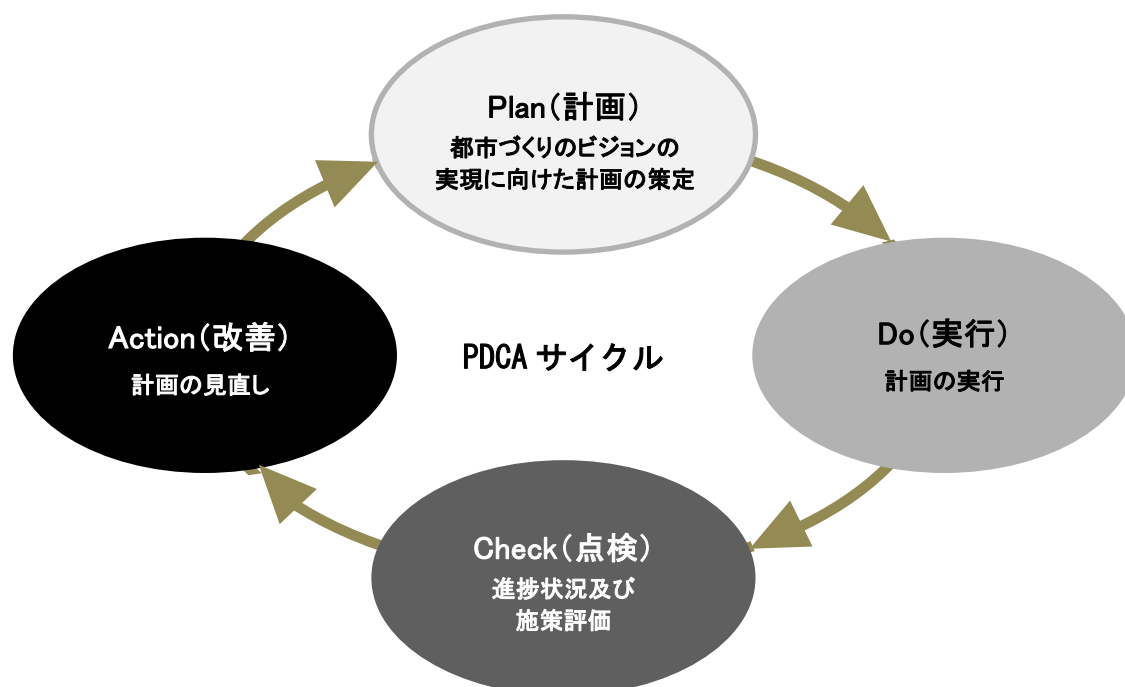 Plan（計画）
都市づくりのビジョンの
実現に向けた計画の策定
Action（改善）
計画の見直し
PDCA サイクル
Do（実行）
計画の実行
Check（点検）
進捗状況及び
施策評価